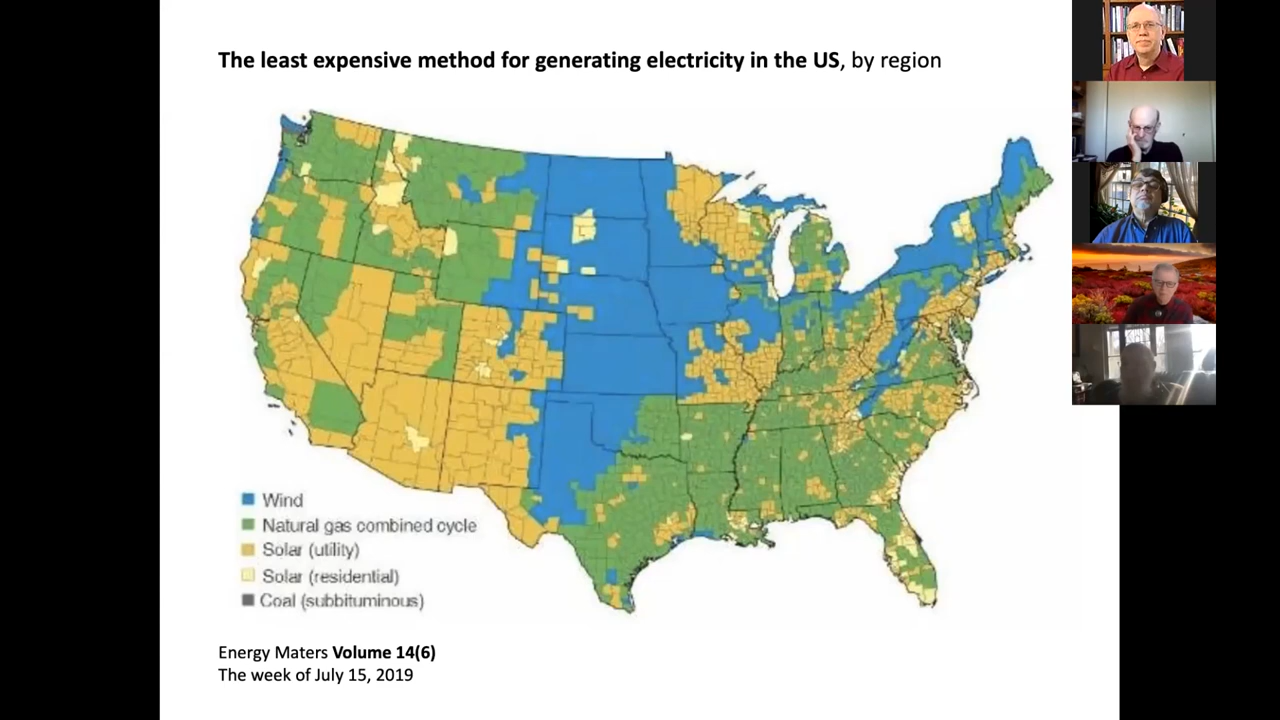 The least expensive method for generating electricity in the US, by region
Wind
Natural gas combined cycle
Solar (utility)
Solar (residential)
Coal (subbituminous)
Energy Maters Volume 14(6)
The week of July 15, 2019